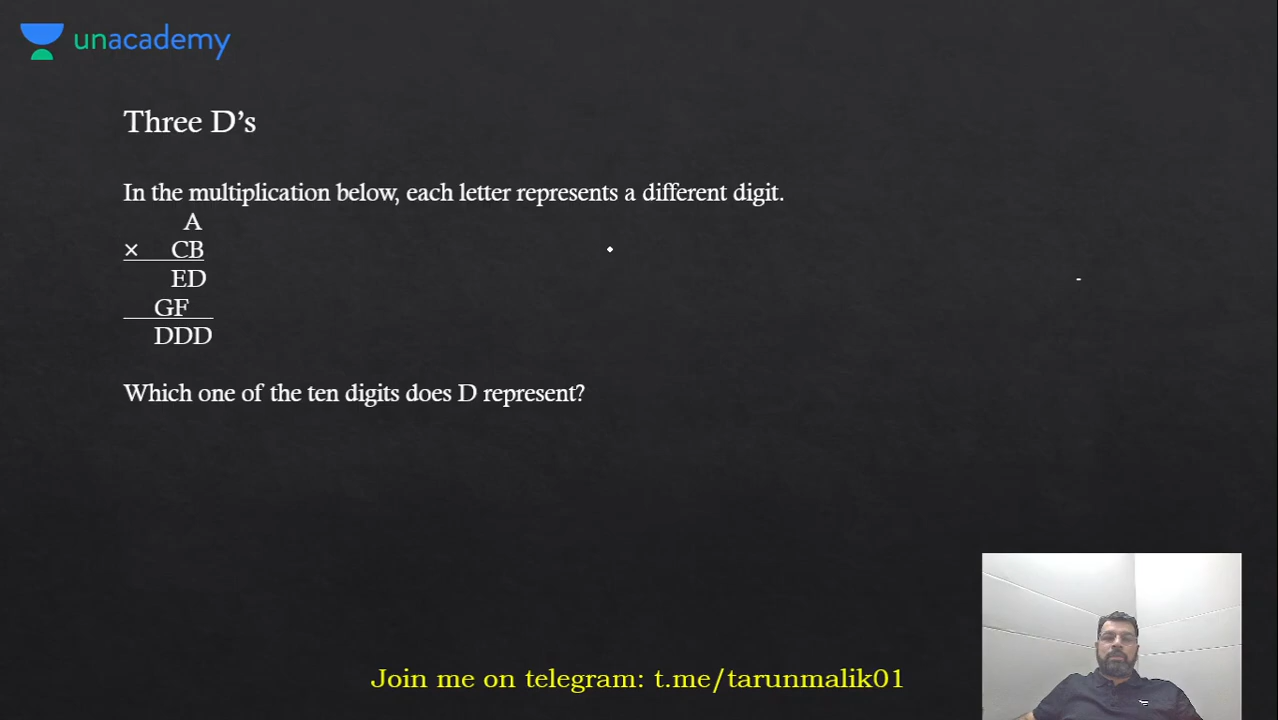 unacademy
Three D’s
In the multiplication below, each letter represents a different digit.
A
× CB
ED
GF
DDD
Which one of the ten digits does D represent?
Join me on telegram: t.me/tarunmalik01